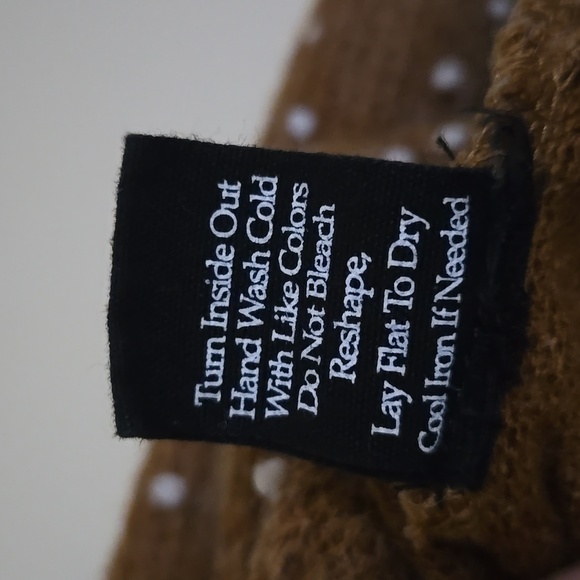 Turn Inside Out
Hand Wash Cold
With Like Colors
Do Not Bleach
Reshape,
Lay Flat To Dry
Cool Iron If Needed